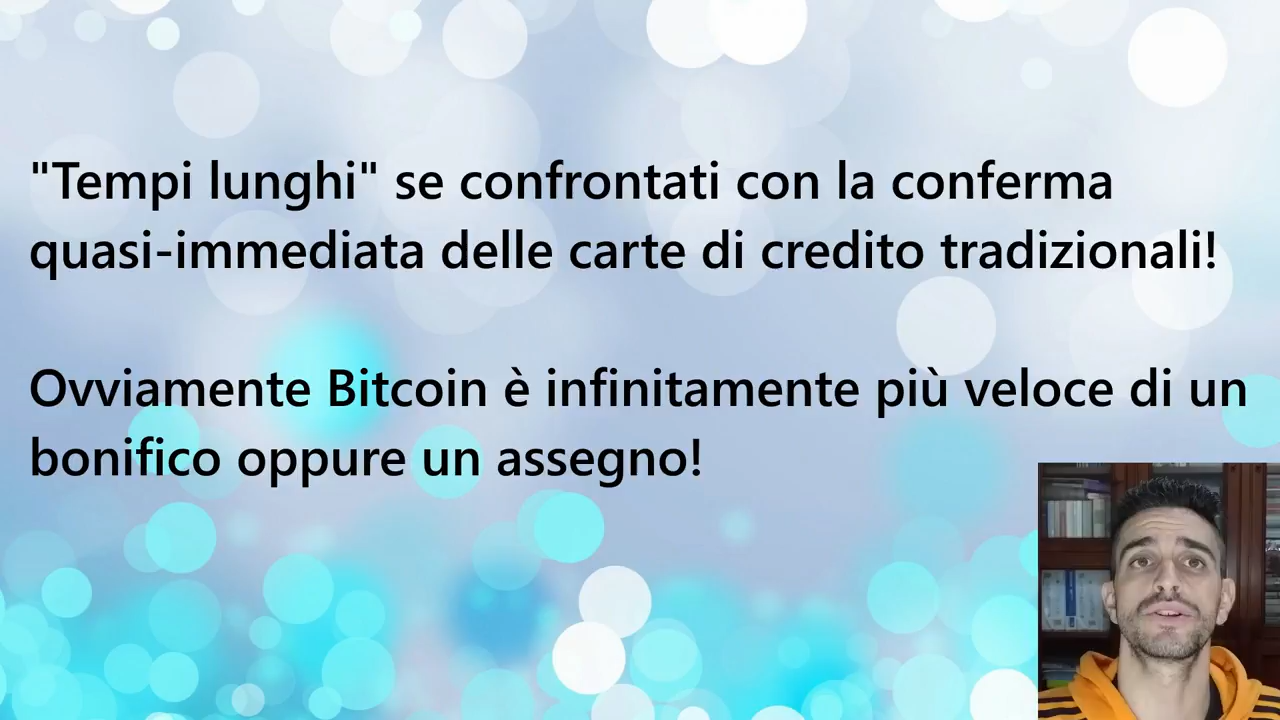 "Tempi lunghi" se confrontati con la conferma
quasi-immediata delle carte di credito tradizionali!
Ovviamente Bitcoin è infinitamente più veloce di un
bonifico oppure un assegno!